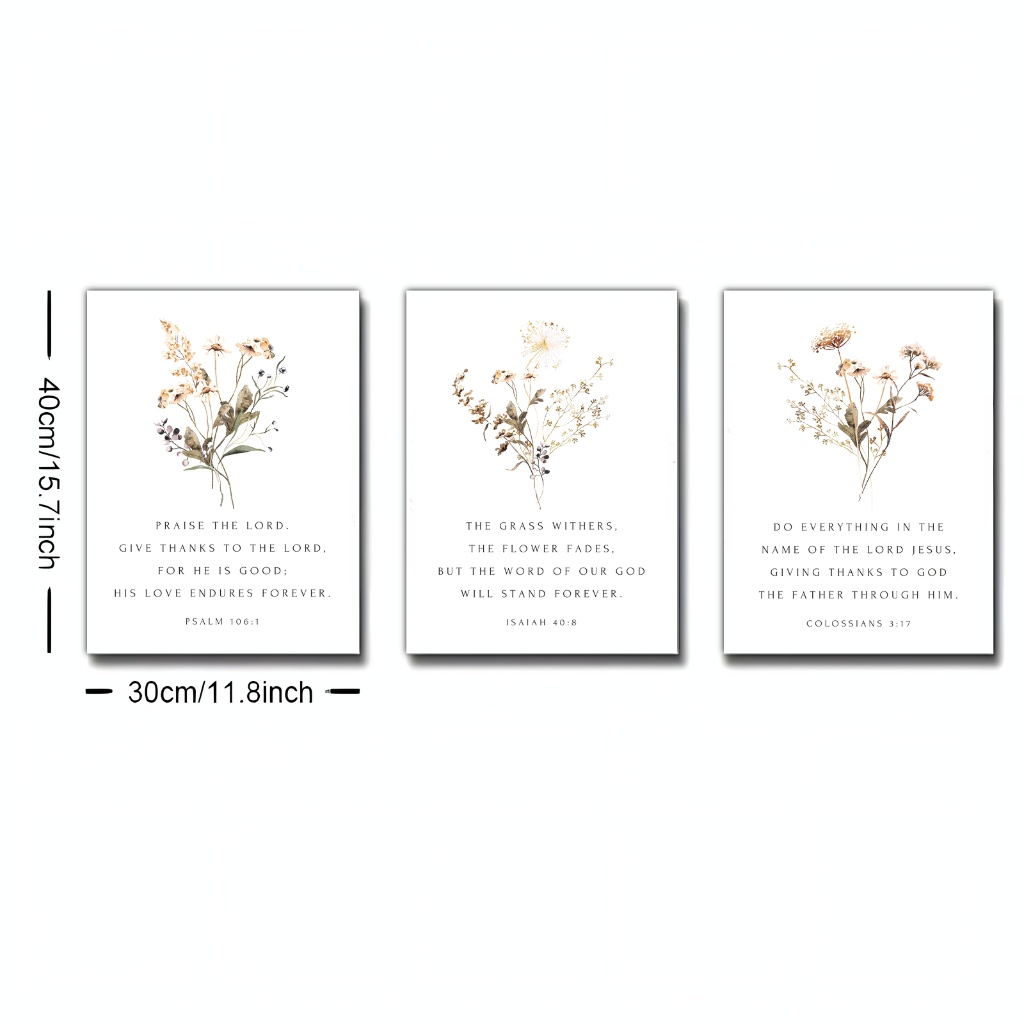 40cm/15.7inch
PRAISE THE LORD.
GIVE THANKS TO THE LORD,
FOR HE IS GOOD;
HIS LOVE ENDURES FOREVER.
PSALM 106:1
30cm/11.8inch
THE GRASS WITHERS,
THE FLOWER FADES,
BUT THE WORD OF OUR GOD
WILL STAND FOREVER.
ISAIAH 40:8
DO EVERYTHING IN THE
NAME OF THE LORD JESUS,
GIVING THANKS TO GOD
THE FATHER THROUGH HIM.
COLOSSIANS 3:17